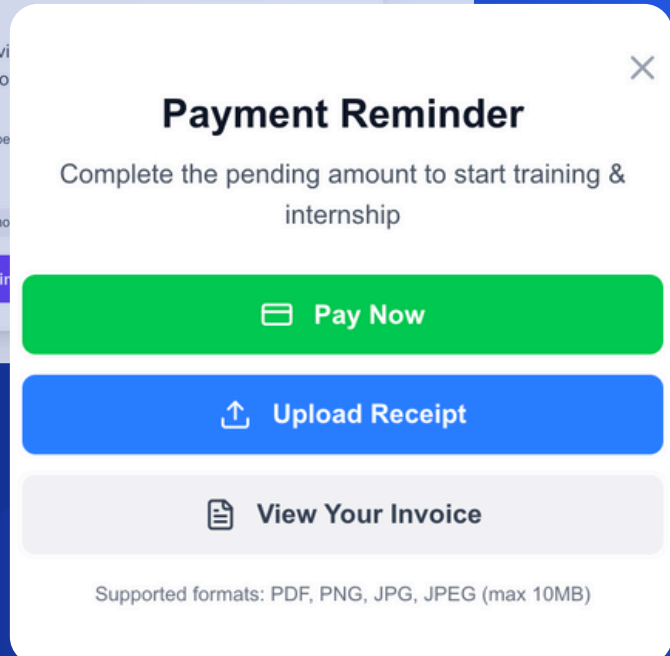 Payment Reminder
Complete the pending amount to start training &
internship
Pay Now
Upload Receipt
View Your Invoice
Supported formats: PDF, PNG, JPG, JPEG (max 10MB)